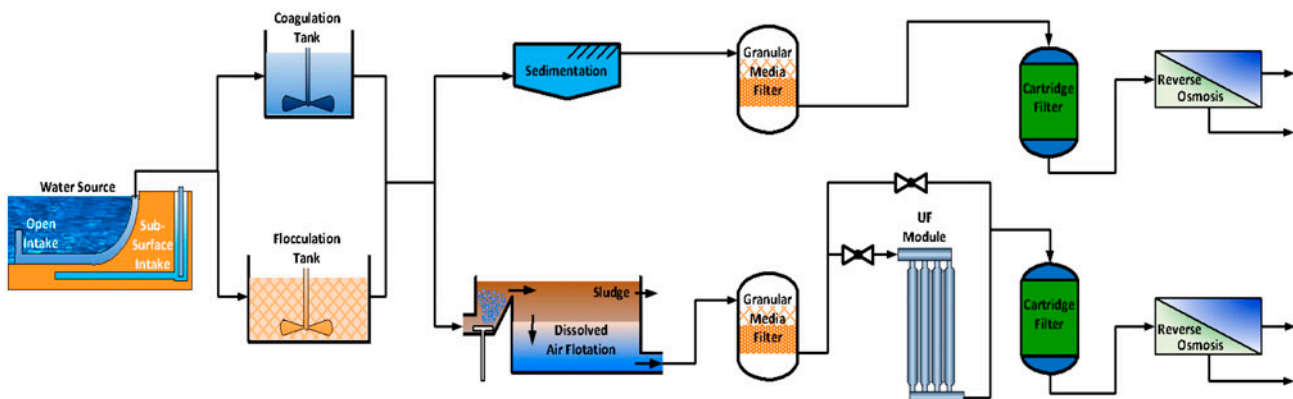 Coagulation
Tank
Sedimentation
Granular
Media
Filter
Cartridge
Filter
Reverse
Osmosis
Water Source
Open
Intake
Sub-
Surface
Intake
Flocculation
Tank
Sludge
Dissolved
Air Flotation
Granular
Media
Filter
UF
Module
Cartridge
Filter
Reverse
Osmosis